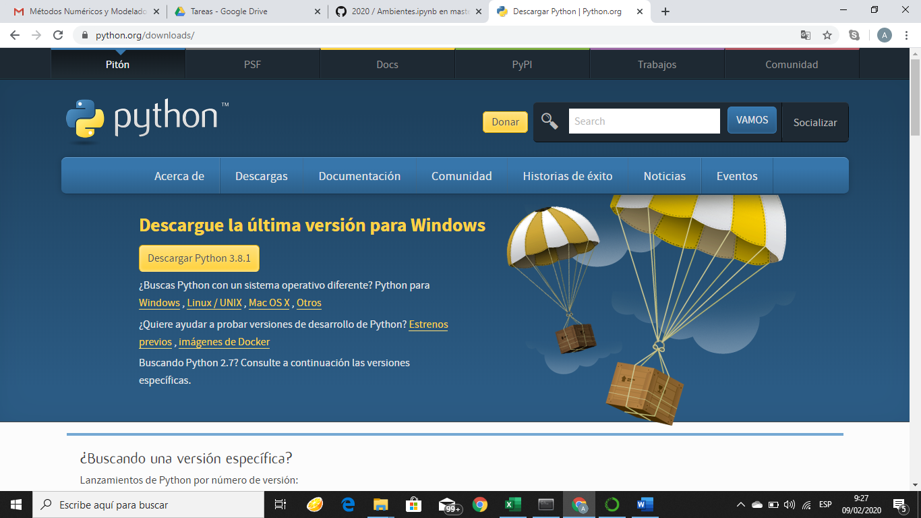 Métodos Numéricos y Modelado
Tareas - Google Drive
2020 / Ambientes.ipynb en mast
Descargar Python | Python.org
python.org/downloads/
A
Pitón
PSF
Docs
PyPI
Trabajos
Comunidad
python™
Donar
Search
VAMOS
Socializar
Acerca de
Descargas
Documentación
Comunidad
Historias de éxito
Noticias
Eventos
Descargue la última versión para Windows
Descargar Python 3.8.1
¿Buscas Python con un sistema operativo diferente? Python para
Windows , Linux / UNIX , Mac OS X , Otros
¿Quiere ayudar a probar versiones de desarrollo de Python? Estrenos
previos , imágenes de Docker
Buscando Python 2.7? Consulte a continuación las versiones
específicas.
¿Buscando una versión específica?
Lanzamientos de Python por número de versión:
Escribe aquí para buscar
99+
ESP
9:27
09/02/2020
5